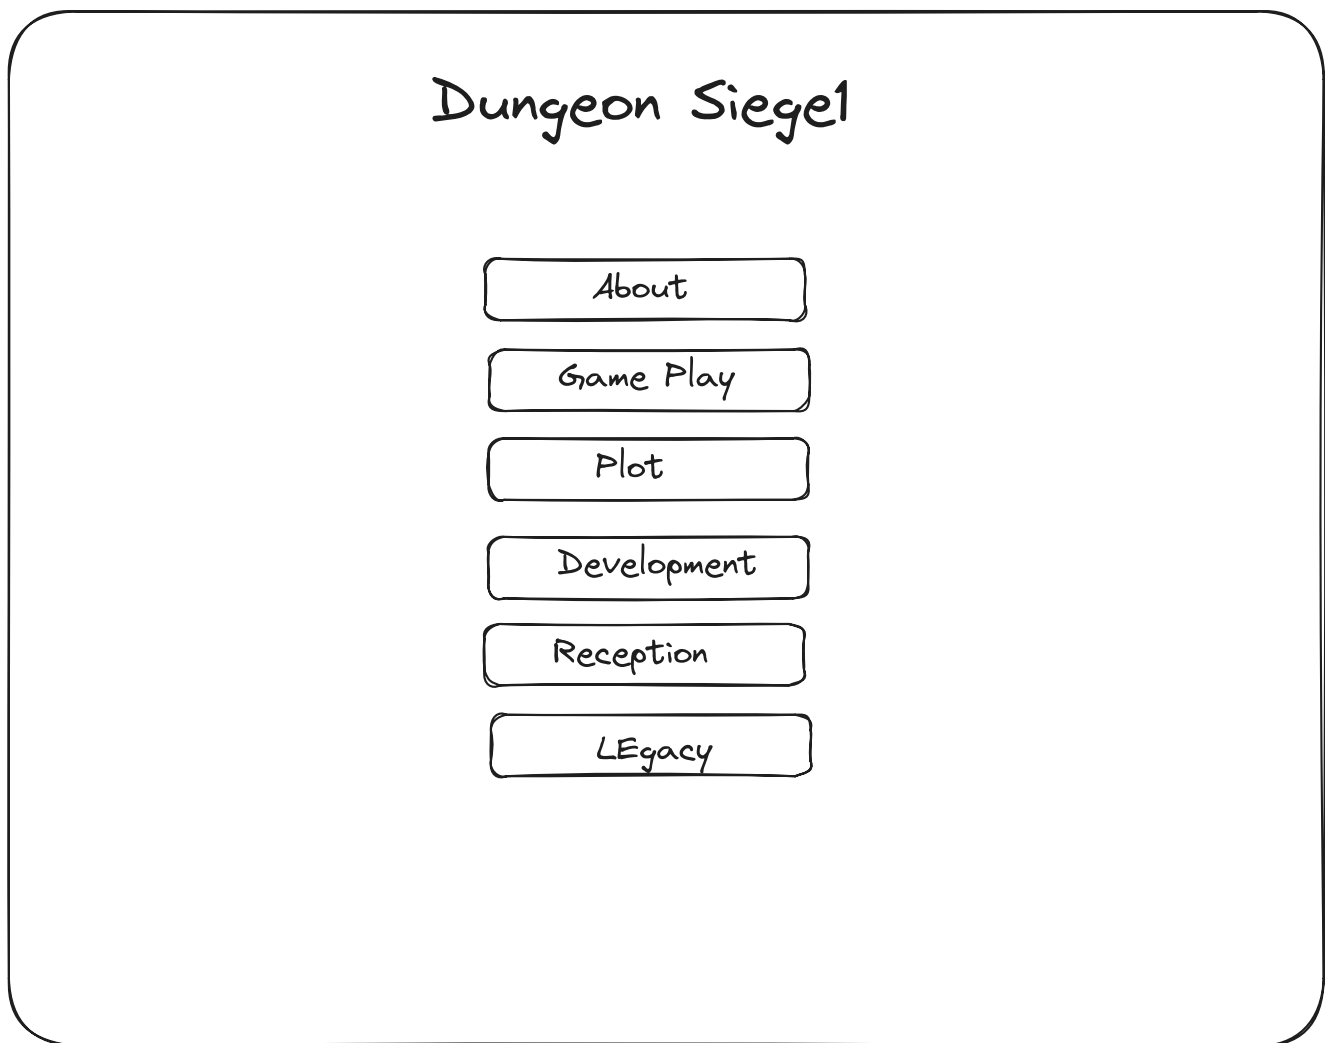 Dungeon Siege1
About
Game Play
Plot
Development
Reception
LEgacy